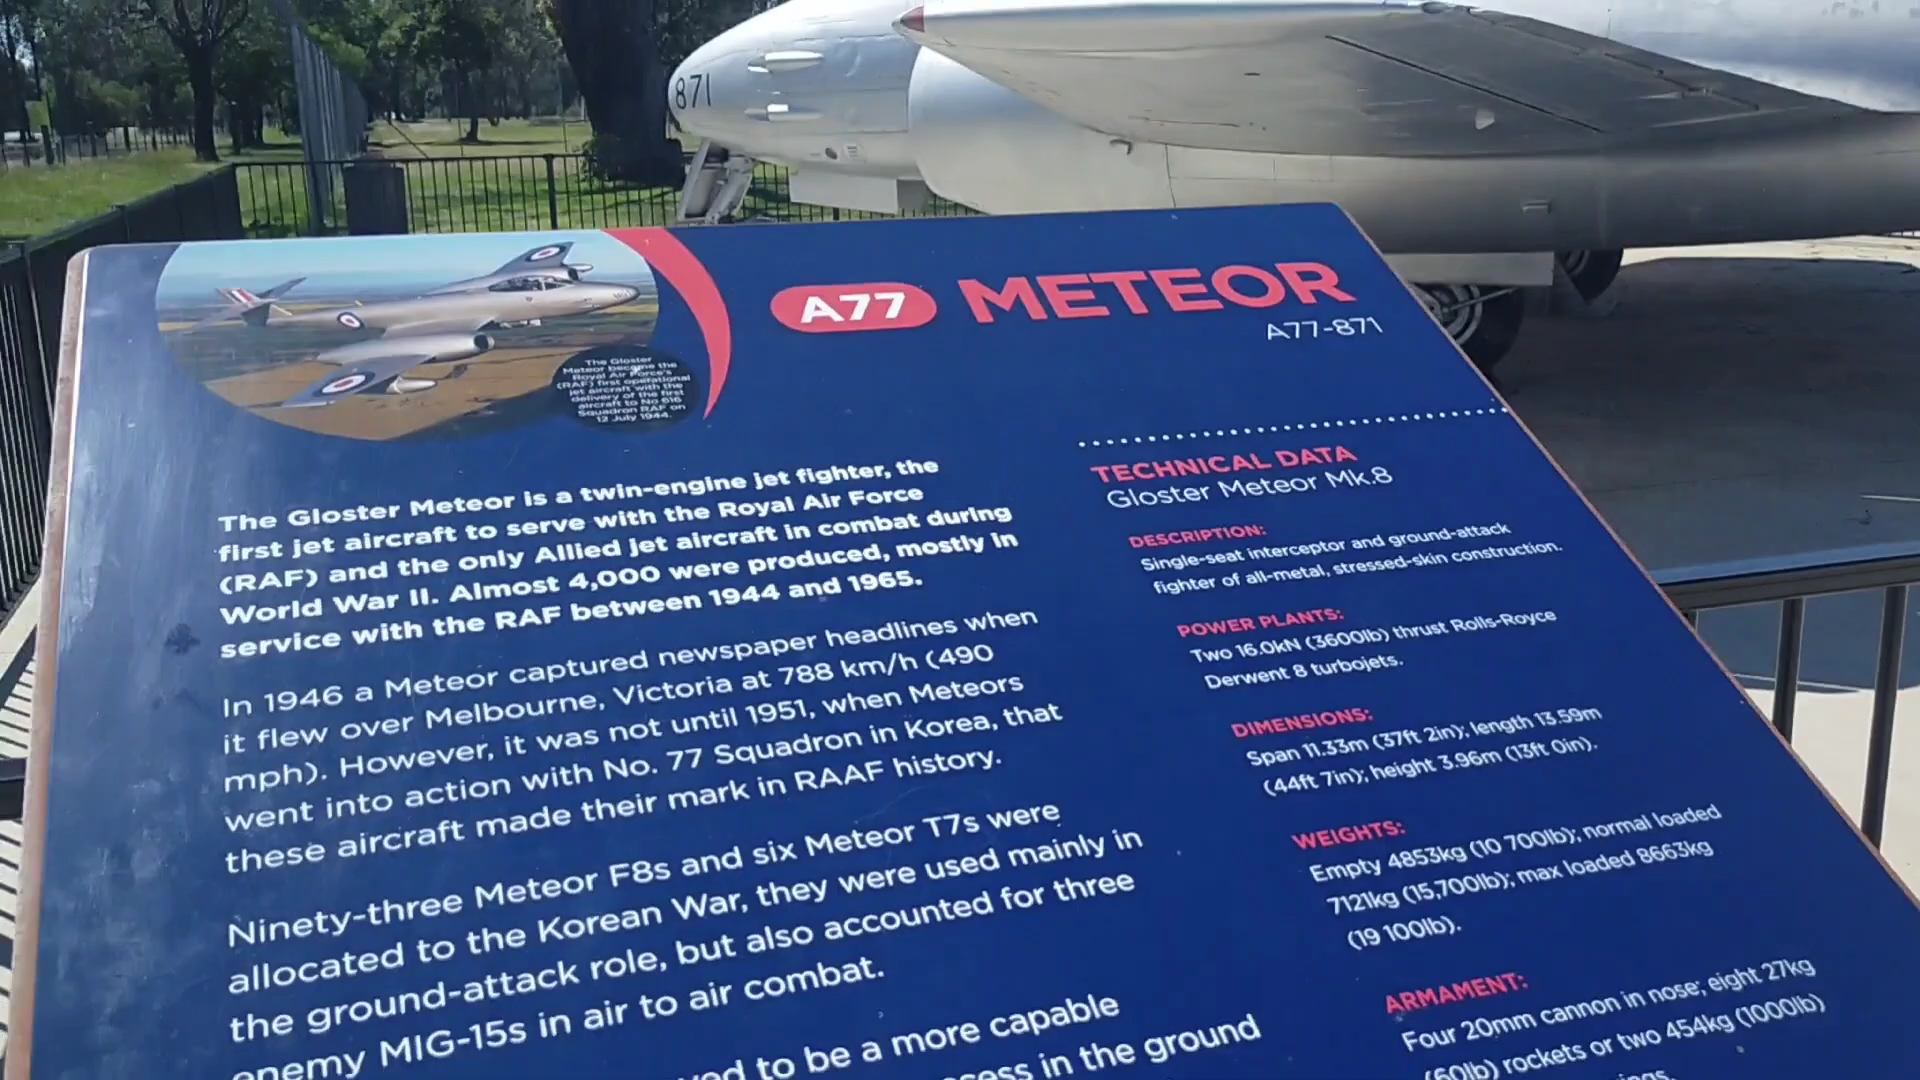 871
A77 METEOR
A77-871
The Gloster
Meteor became the
Royal Air Force's
(RAF) first operational
jet aircraft with the
delivery of the first
aircraft to No 616
Squadron RAF on
12 July 1944.
The Gloster Meteor is a twin-engine jet fighter, the
first jet aircraft to serve with the Royal Air Force
(RAF) and the only Allied jet aircraft in combat during
World War II. Almost 4,000 were produced, mostly in
service with the RAF between 1944 and 1965.
In 1946 a Meteor captured newspaper headlines when
it flew over Melbourne, Victoria at 788 km/h (490
mph). However, it was not until 1951, when Meteors
went into action with No. 77 Squadron in Korea, that
these aircraft made their mark in RAAF history.
Ninety-three Meteor F8s and six Meteor T7s were
allocated to the Korean War, they were used mainly in
the ground-attack role, but also accounted for three
enemy MIG-15s in air to air combat.
to be a more capable
in the ground
TECHNICAL DATA
Gloster Meteor Mk.8
DESCRIPTION:
Single-seat interceptor and ground-attack
fighter of all-metal, stressed-skin construction.
POWER PLANTS:
Two 16.0kN (3600lb) thrust Rolls-Royce
Derwent 8 turbojets.
DIMENSIONS:
Span 11.33m (37ft 2in); length 13.59m
(44ft 7in); height 3.96m (13ft 0in).
WEIGHTS:
Empty 4853kg (10 700lb); normal loaded
7121kg (15,700lb); max loaded 8663kg
(19 100lb).
ARMAMENT:
Four 20mm cannon in nose; eight 27kg
(60lb) rockets or two 454kg (1000lb)